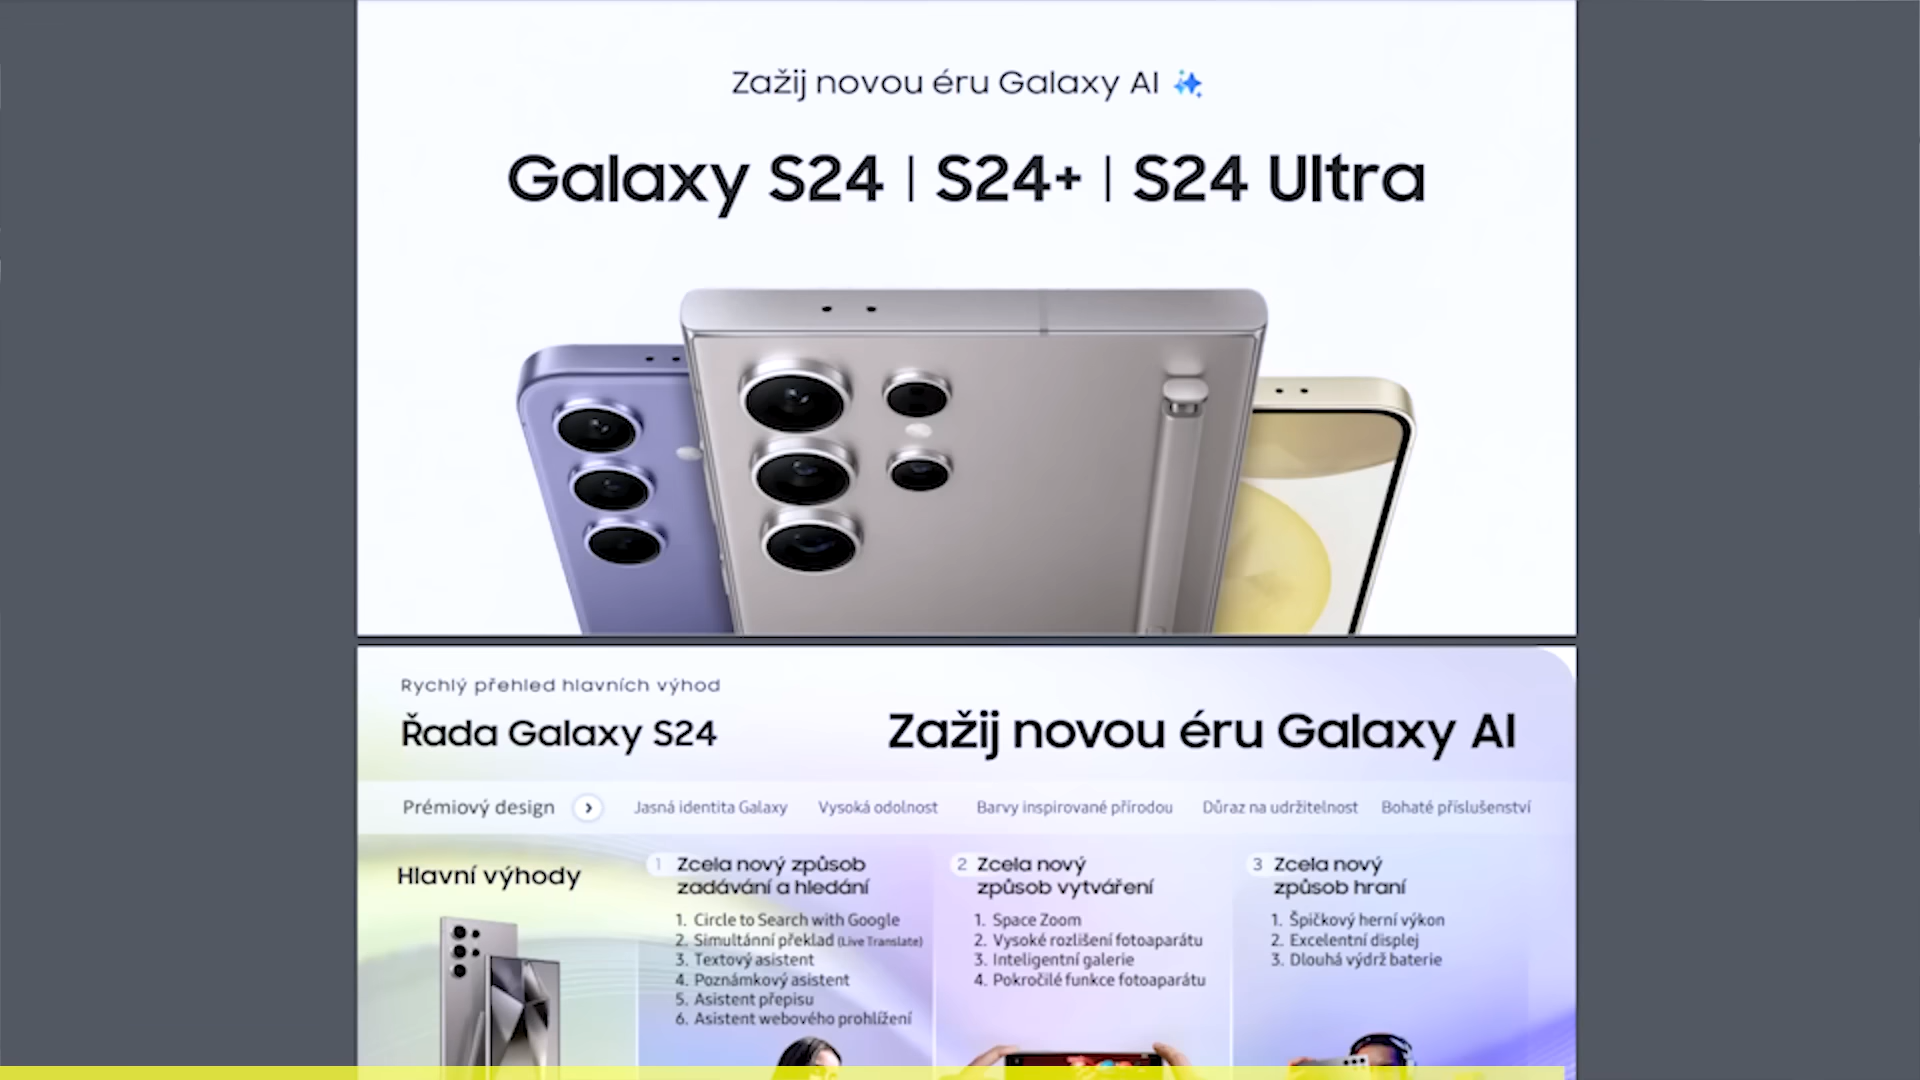 Zažij novou éru Galaxy AI
Galaxy S24 | S24+ | S24 Ultra
Rychlý přehled hlavních výhod
Řada Galaxy S24
Zažij novou éru Galaxy AI
Prémiový design
Jasná identita Galaxy
Vysoká odolnost
Barvy inspirované přírodou
Důraz na udržitelnost
Bohaté příslušenství
Hlavní výhody
1 Zcela nový způsob
zadávání a hledání
1. Circle to Search with Google
2. Simultánní překlad (Live Translate)
3. Textový asistent
4. Poznámkový asistent
5. Asistent přepisu
6. Asistent webového prohlížení
2 Zcela nový
způsob vytváření
1. Space Zoom
2. Vysoké rozlišení fotoaparátu
3. Inteligentní galerie
4. Pokročilé funkce fotoaparátu
3 Zcela nový
způsob hraní
1. Špičkový herní výkon
2. Excelentní displej
3. Dlouhá výdrž baterie